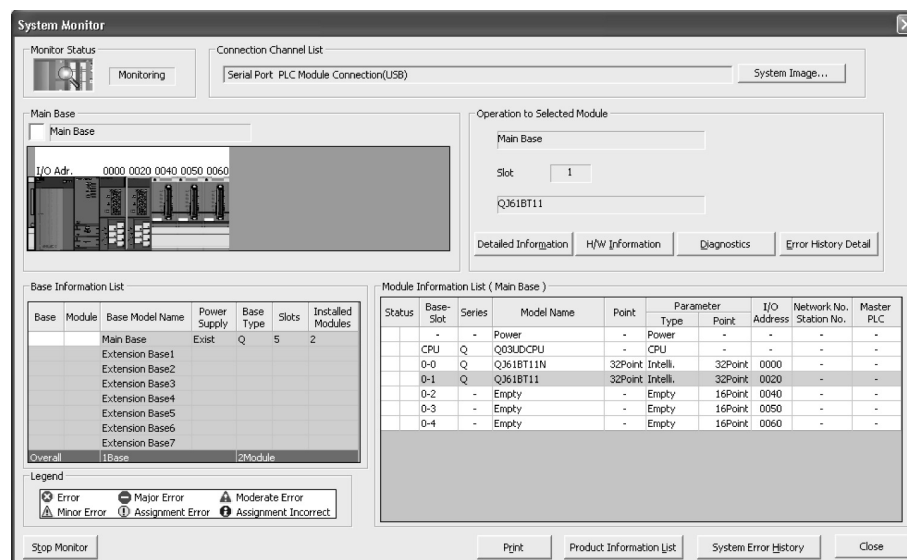 System Monitor
Monitor Status
Monitoring
Connection Channel List
Serial Port PLC Module Connection(USB)
System Image...
Main Base
Main Base
I/O Adr. 0000 0020 0040 0050 0060
Operation to Selected Module
Main Base
Slot 1
QJ61BT11
Detailed Information H/W Information Diagnostics Error History Detail
Base Information List
Base Module Base Model Name Power Supply Base Type Slots Installed Modules
Main Base Exist Q 5 2
Extension Base1
Extension Base2
Extension Base3
Extension Base4
Extension Base5
Extension Base6
Extension Base7
Overall 1Base 2Module
Module Information List ( Main Base )
Status Base-Slot Series Model Name Point Parameter Type Point I/O Address Network No. Station No. Master PLC
- - Power - Power - - - -
CPU Q Q03UDCPU - CPU - - - -
0-0 Q QJ61BT11N 32Point Intelli. 32Point 0000 - -
0-1 Q QJ61BT11 32Point Intelli. 32Point 0020 - -
0-2 - Empty - Empty 16Point 0040 - -
0-3 - Empty - Empty 16Point 0050 - -
0-4 - Empty - Empty 16Point 0060 - -
Legend
Error Major Error Moderate Error
Minor Error Assignment Error Assignment Incorrect
Stop Monitor Print Product Information List System Error History Close